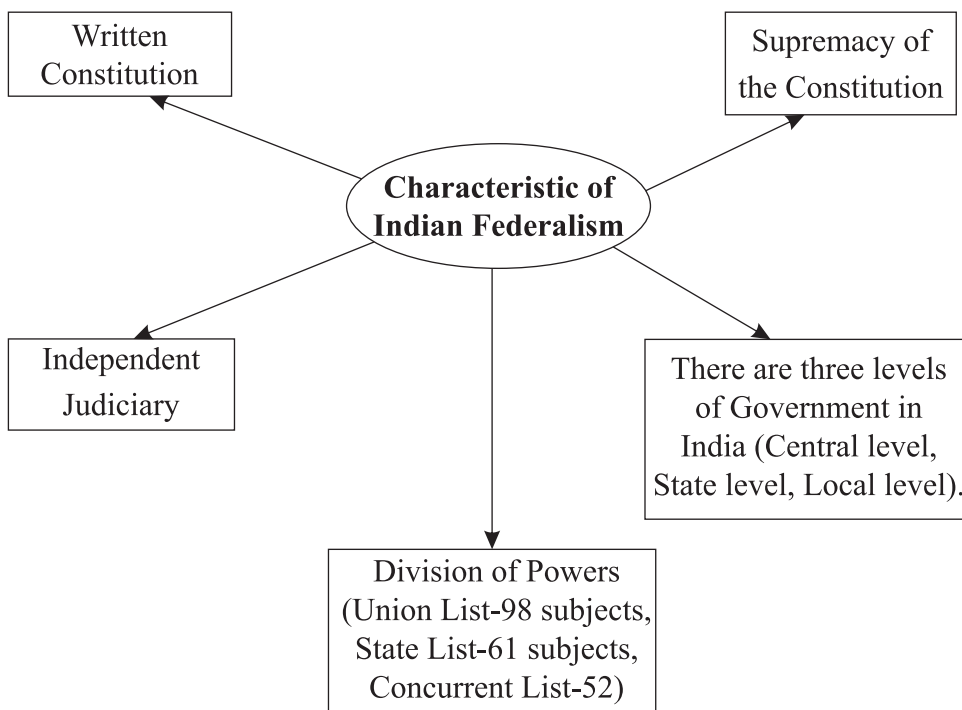 Written
Constitution
Supremacy of
the Constitution
Characteristic of
Indian Federalism
Independent
Judiciary
There are three levels
of Government in
India (Central level,
State level, Local level).
Division of Powers
(Union List-98 subjects,
State List-61 subjects,
Concurrent List-52)